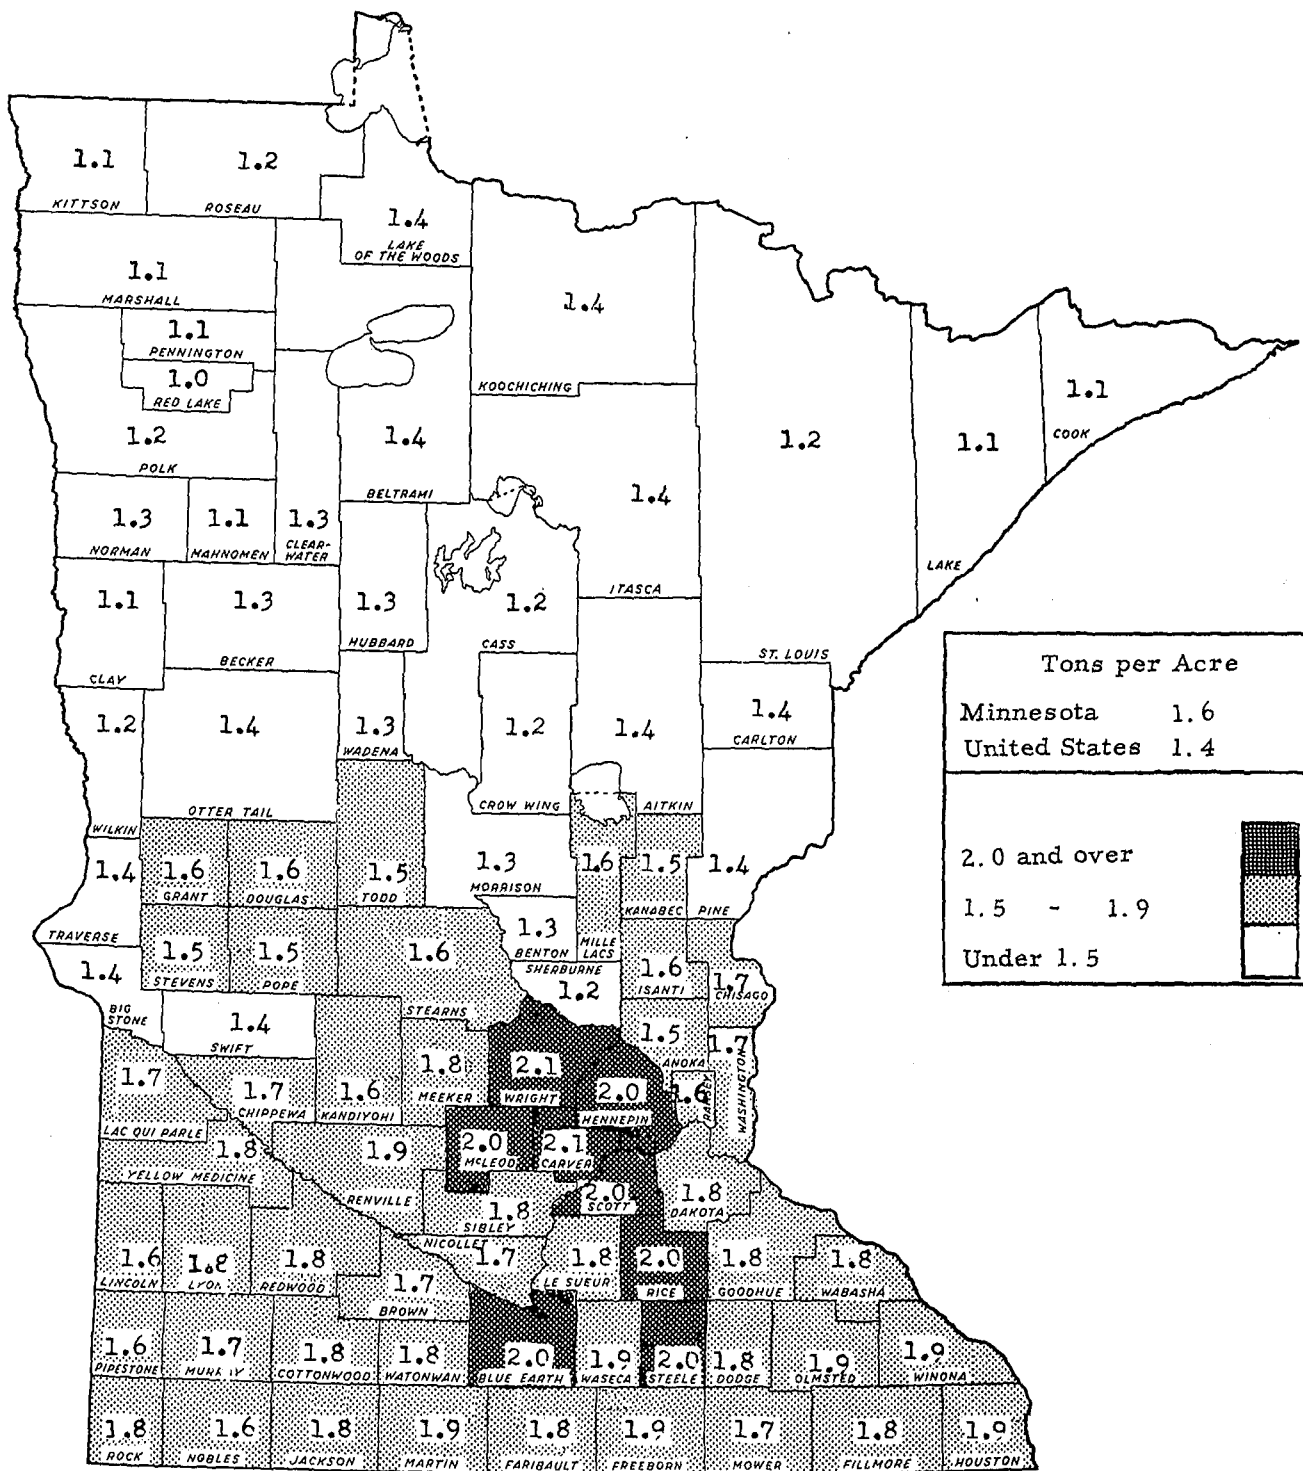 1.1
KITTSON
1.2
ROSEAU
1.4
LAKE
OF THE WOODS
1.1
MARSHALL
1.1
PENNINGTON
1.0
RED LAKE
1.2
POLK
1.4
BELTRAMI
1.4
KOOCHICHING
1.4
ITASCA
1.2
ST. LOUIS
1.1
LAKE
1.1
COOK
1.3
NORMAN
1.1
MAHNOMEN
1.3
CLEAR-
WATER
1.1
CLAY
1.3
BECKER
1.3
HUBBARD
1.2
CASS
1.2
WILKIN
1.4
OTTER TAIL
1.3
WADENA
1.2
CROW WING
1.4
AITKIN
1.4
CARLTON
Tons per Acre
Minnesota 1.6
United States 1.4
2.0 and over
1.5 - 1.9
Under 1.5
1.4
TRAVERSE
1.6
GRANT
1.6
DOUGLAS
1.5
TODD
1.3
MORRISON
1.6
MILLE
LACS
1.5
KANABEC
1.4
PINE
1.4
BIG
STONE
1.5
STEVENS
1.5
POPE
1.6
STEARNS
1.3
BENTON
SHERBURNE
1.2
1.6
ISANTI
1.7
CHISAGO
1.4
SWIFT
1.5
ANOKA
1.7
WASHINGTON
1.6
RAMSEY
1.7
LAC QUI PARLE
1.7
CHIPPEWA
1.6
KANDIYOHI
1.8
MEEKER
2.1
WRIGHT
2.0
HENNEPIN
1.8
YELLOW MEDICINE
1.9
RENVILLE
2.0
McLEOD
2.1
CARVER
2.0
SCOTT
1.8
DAKOTA
1.8
SIBLEY
NICOLLET
1.7
1.6
LINCOLN
1.8
LYON
1.8
REDWOOD
1.7
BROWN
1.8
LE SUEUR
2.0
RICE
1.8
GOODHUE
1.8
WABASHA
1.6
PIPESTONE
1.7
MURRAY
1.8
COTTONWOOD
1.8
WATONWAN
2.0
BLUE EARTH
1.9
WASECA
2.0
STEELE
1.8
DODGE
1.9
OLMSTED
1.9
WINONA
1.8
ROCK
1.6
NOBLES
1.8
JACKSON
1.9
MARTIN
1.8
FARIBAULT
1.9
FREEBORN
1.7
MOWER
1.8
FILLMORE
1.9
HOUSTON